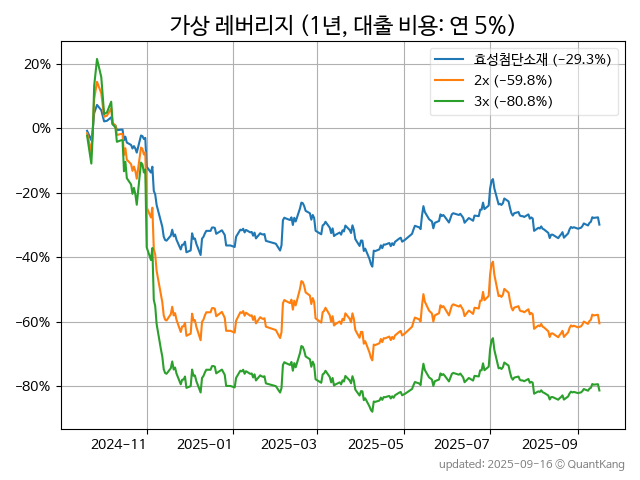 가상 레버리지 (1년, 대출 비용: 연 5%)
효성첨단소재 (−29.3%)
2x (−59.8%)
3x (−80.8%)
20%
0%
−20%
−40%
−60%
−80%
2024-11 2025-01 2025-03 2025-05 2025-07 2025-09
updated: 2025-09-16 © QuantKang